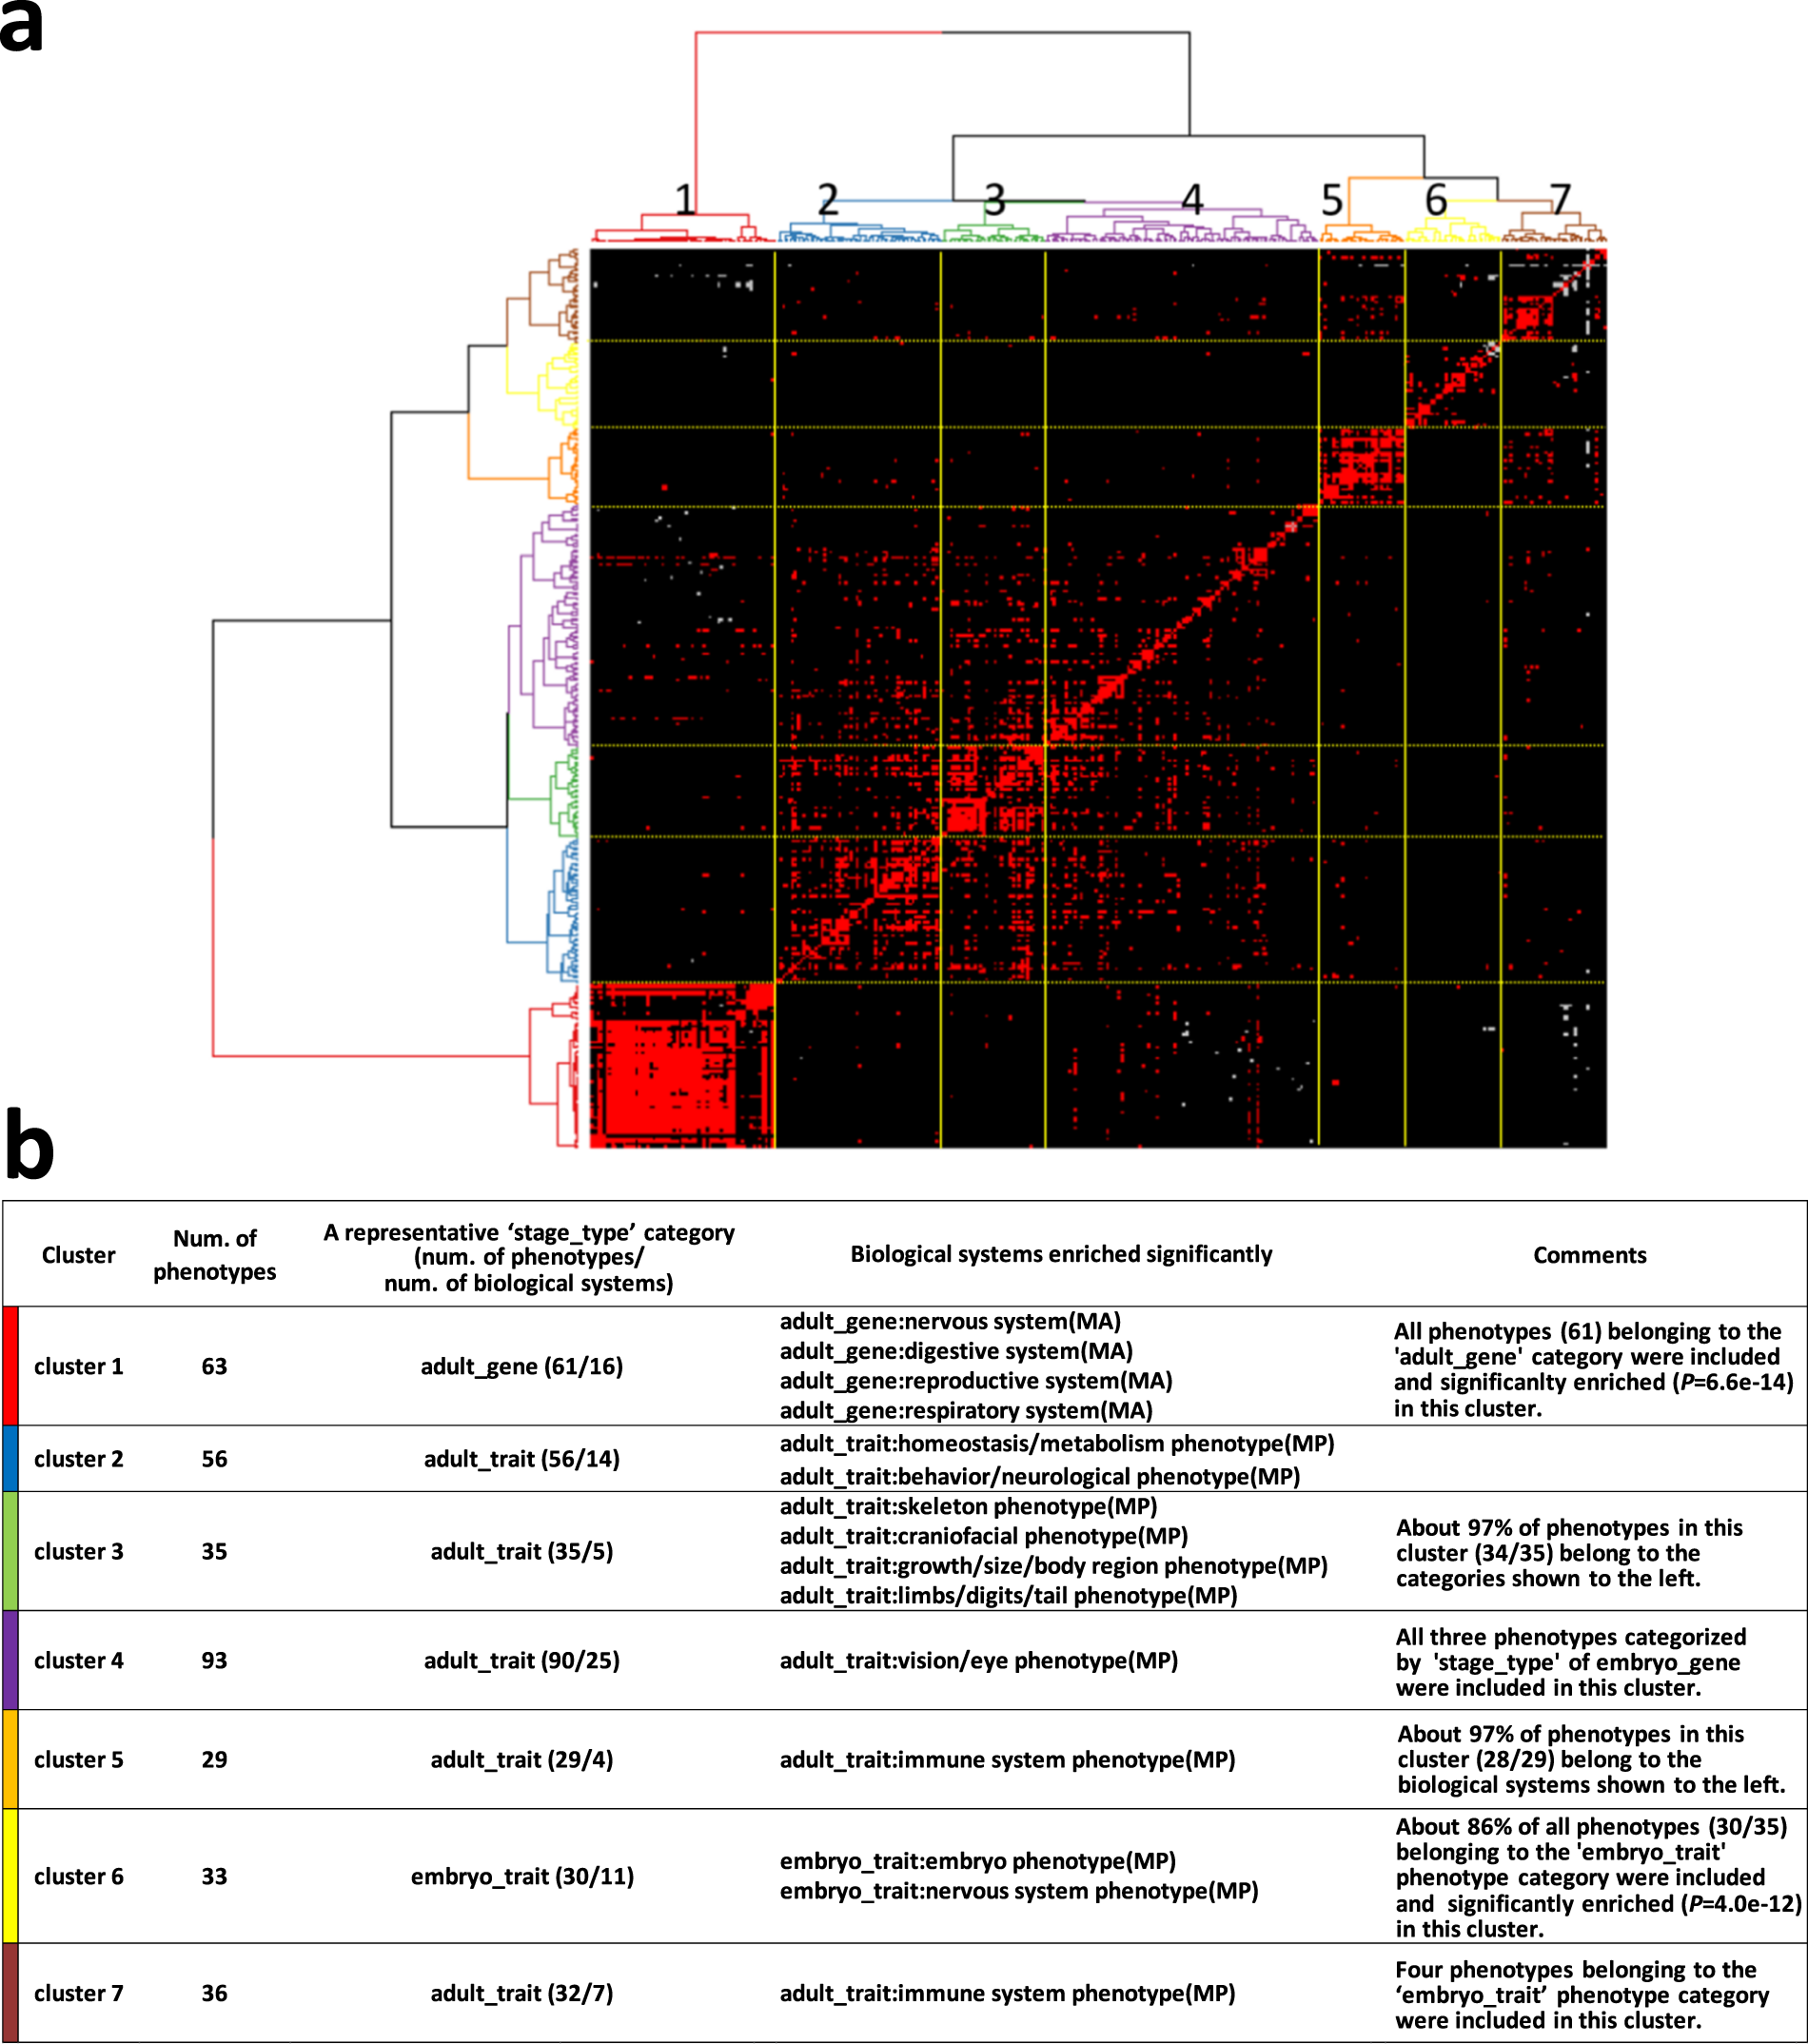 a
1 2 3 4 5 6 7
b
Cluster
Num. of
phenotypes
A representative ‘stage_type’ category
(num. of phenotypes/
num. of biological systems)
Biological systems enriched significantly
Comments
cluster 1
63
adult_gene (61/16)
adult_gene:nervous system(MA)
adult_gene:digestive system(MA)
adult_gene:reproductive system(MA)
adult_gene:respiratory system(MA)
All phenotypes (61) belonging to the
'adult_gene' category were included
and significanlty enriched (P=6.6e-14)
in this cluster.
cluster 2
56
adult_trait (56/14)
adult_trait:homeostasis/metabolism phenotype(MP)
adult_trait:behavior/neurological phenotype(MP)
cluster 3
35
adult_trait (35/5)
adult_trait:skeleton phenotype(MP)
adult_trait:craniofacial phenotype(MP)
adult_trait:growth/size/body region phenotype(MP)
adult_trait:limbs/digits/tail phenotype(MP)
About 97% of phenotypes in this
cluster (34/35) belong to the
categories shown to the left.
cluster 4
93
adult_trait (90/25)
adult_trait:vision/eye phenotype(MP)
All three phenotypes categorized
by 'stage_type' of embryo_gene
were included in this cluster.
cluster 5
29
adult_trait (29/4)
adult_trait:immune system phenotype(MP)
About 97% of phenotypes in this
cluster (28/29) belong to the
biological systems shown to the left.
cluster 6
33
embryo_trait (30/11)
embryo_trait:embryo phenotype(MP)
embryo_trait:nervous system phenotype(MP)
About 86% of all phenotypes (30/35)
belonging to the 'embryo_trait'
phenotype category were included
and significantly enriched (P=4.0e-12)
in this cluster.
cluster 7
36
adult_trait (32/7)
adult_trait:immune system phenotype(MP)
Four phenotypes belonging to the
‘embryo_trait’ phenotype category
were included in this cluster.